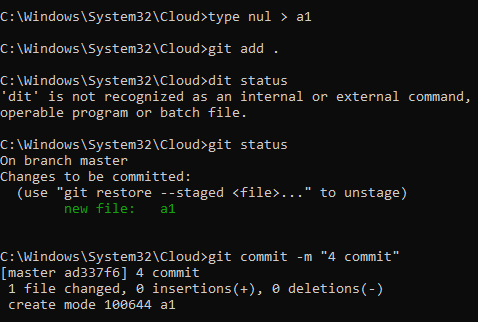 C:\Windows\System32\Cloud>type nul > a1
C:\Windows\System32\Cloud>git add .
C:\Windows\System32\Cloud>dit status
'dit' is not recognized as an internal or external command,
operable program or batch file.
C:\Windows\System32\Cloud>git status
On branch master
Changes to be committed:
  (use "git restore --staged <file>..." to unstage)
        new file:   a1
C:\Windows\System32\Cloud>git commit -m "4 commit"
[master ad337f6] 4 commit
 1 file changed, 0 insertions(+), 0 deletions(-)
 create mode 100644 a1